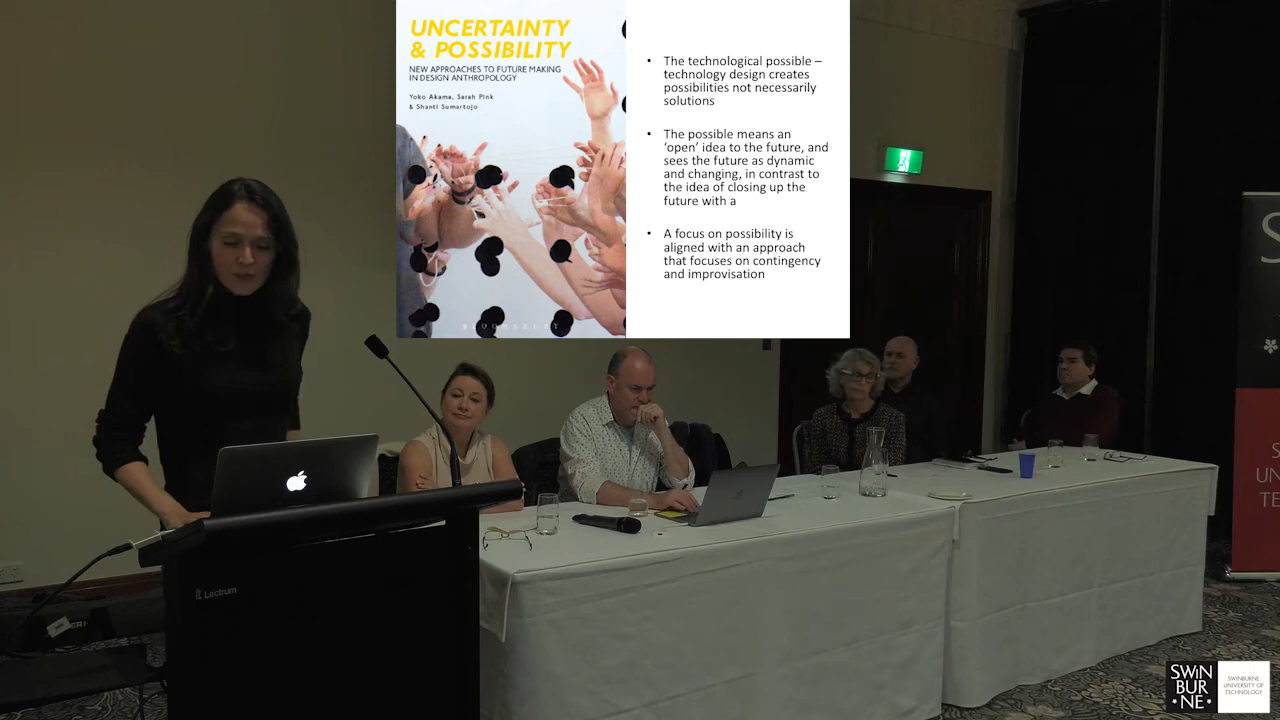 UNCERTAINTY
& POSSIBILITY
NEW APPROACHES TO FUTURE MAKING
IN DESIGN ANTHROPOLOGY
Yoko Akama, Sarah Pink
& Shanti Sumartojo
BLOOMSBURY
• The technological possible –
technology design creates
possibilities not necessarily
solutions
• The possible means an
‘open’ idea to the future, and
sees the future as dynamic
and changing, in contrast to
the idea of closing up the
future with a
• A focus on possibility is
aligned with an approach
that focuses on contingency
and improvisation
Lectrum
S
S
UN
TE
SWIN
BUR
NE
SWINBURNE
UNIVERSITY OF
TECHNOLOGY